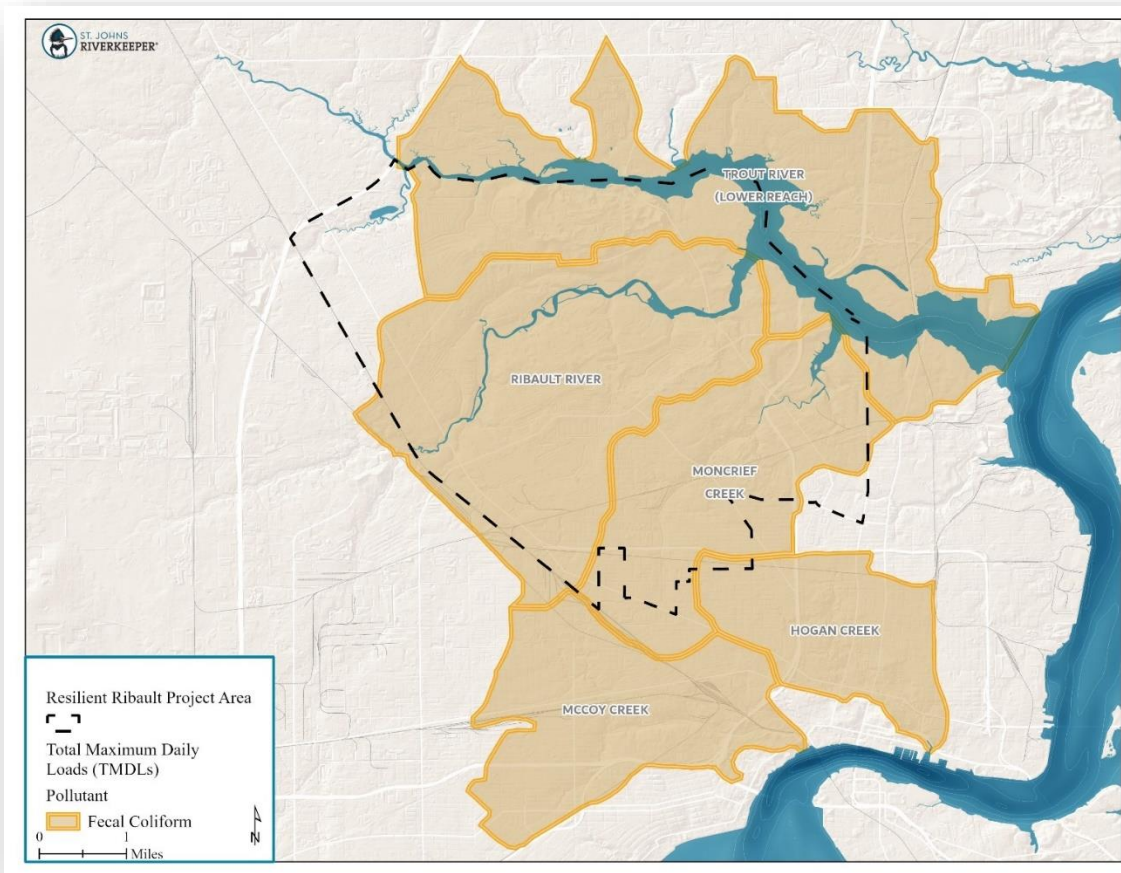 ST. JOHNS
RIVERKEEPER®
TROUT RIVER
(LOWER REACH)
RIBAULT RIVER
MONCRIEF
CREEK
HOGAN CREEK
MCCOY CREEK
Resilient Ribault Project Area
Total Maximum Daily
Loads (TMDLs)
Pollutant
Fecal Coliform
0 1
Miles
N